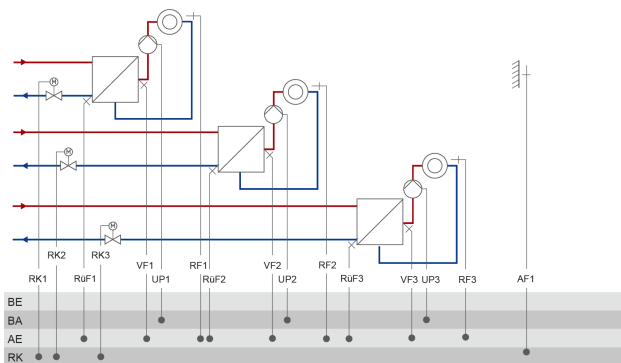 M
M
M
RK2 RK3
RK1 RüF1 VF1 UP1 RF1 RüF2 VF2 UP2 RF2 RüF3 VF3 UP3 RF3 AF1
BE
BA
AE
RK